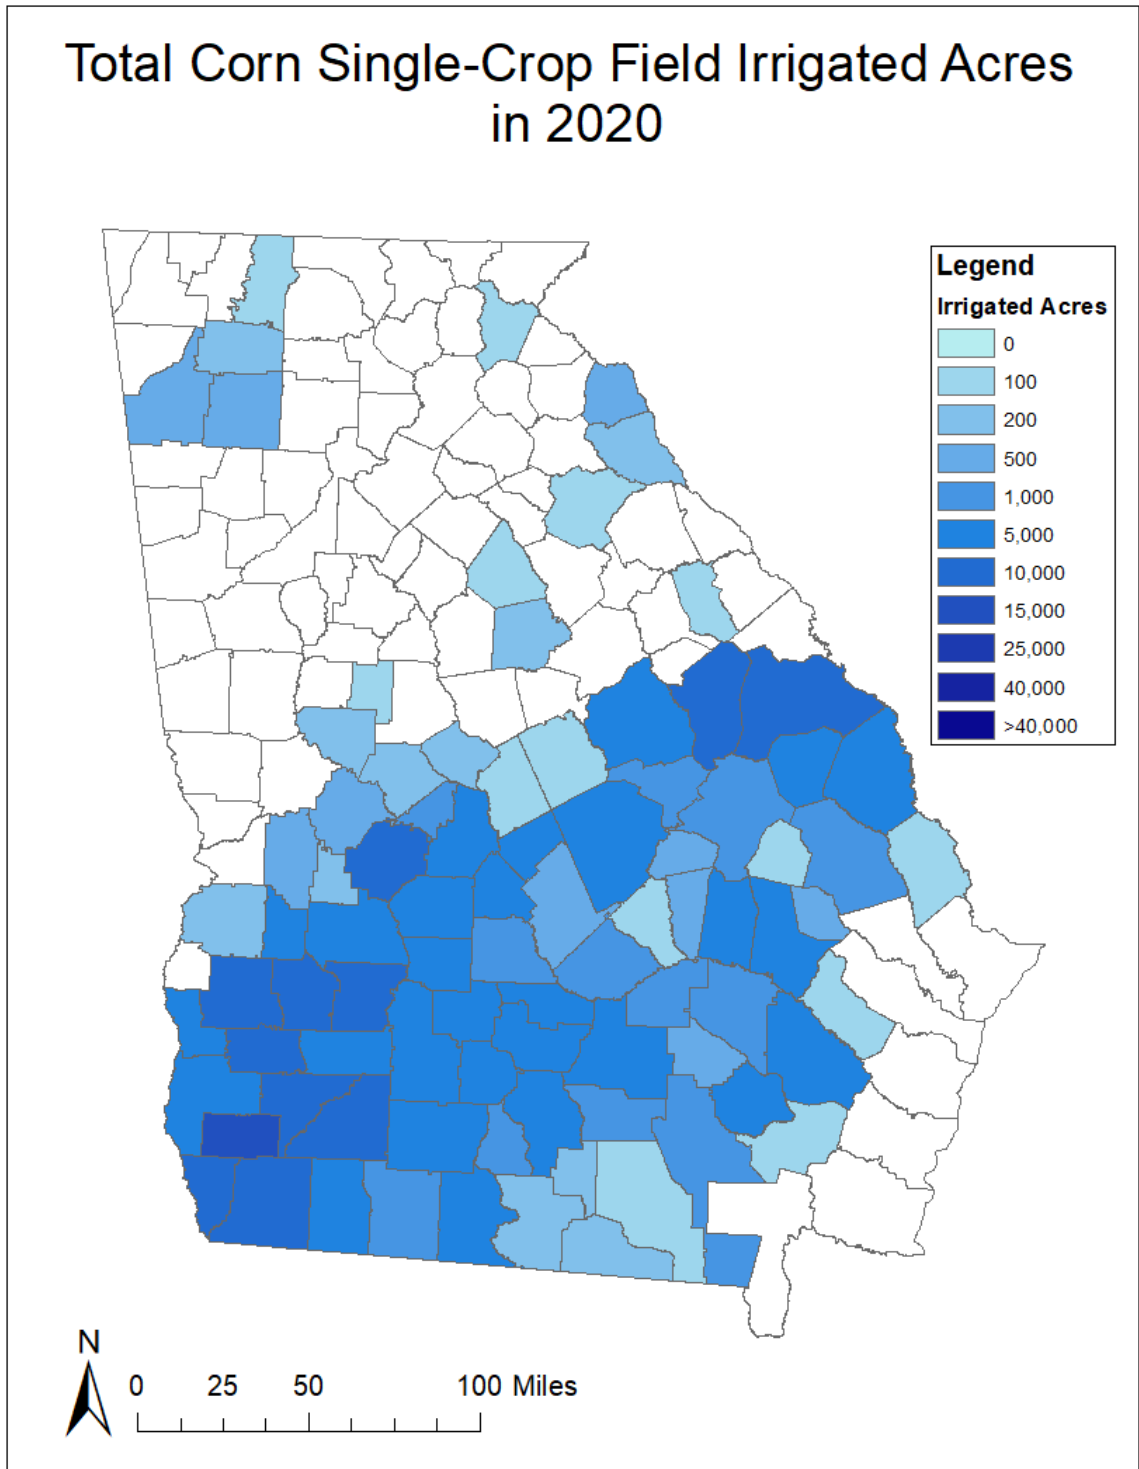 Total Corn Single-Crop Field Irrigated Acres
in 2020
Legend
Irrigated Acres
0
100
200
500
1,000
5,000
10,000
15,000
25,000
40,000
>40,000
N
0 25 50 100 Miles